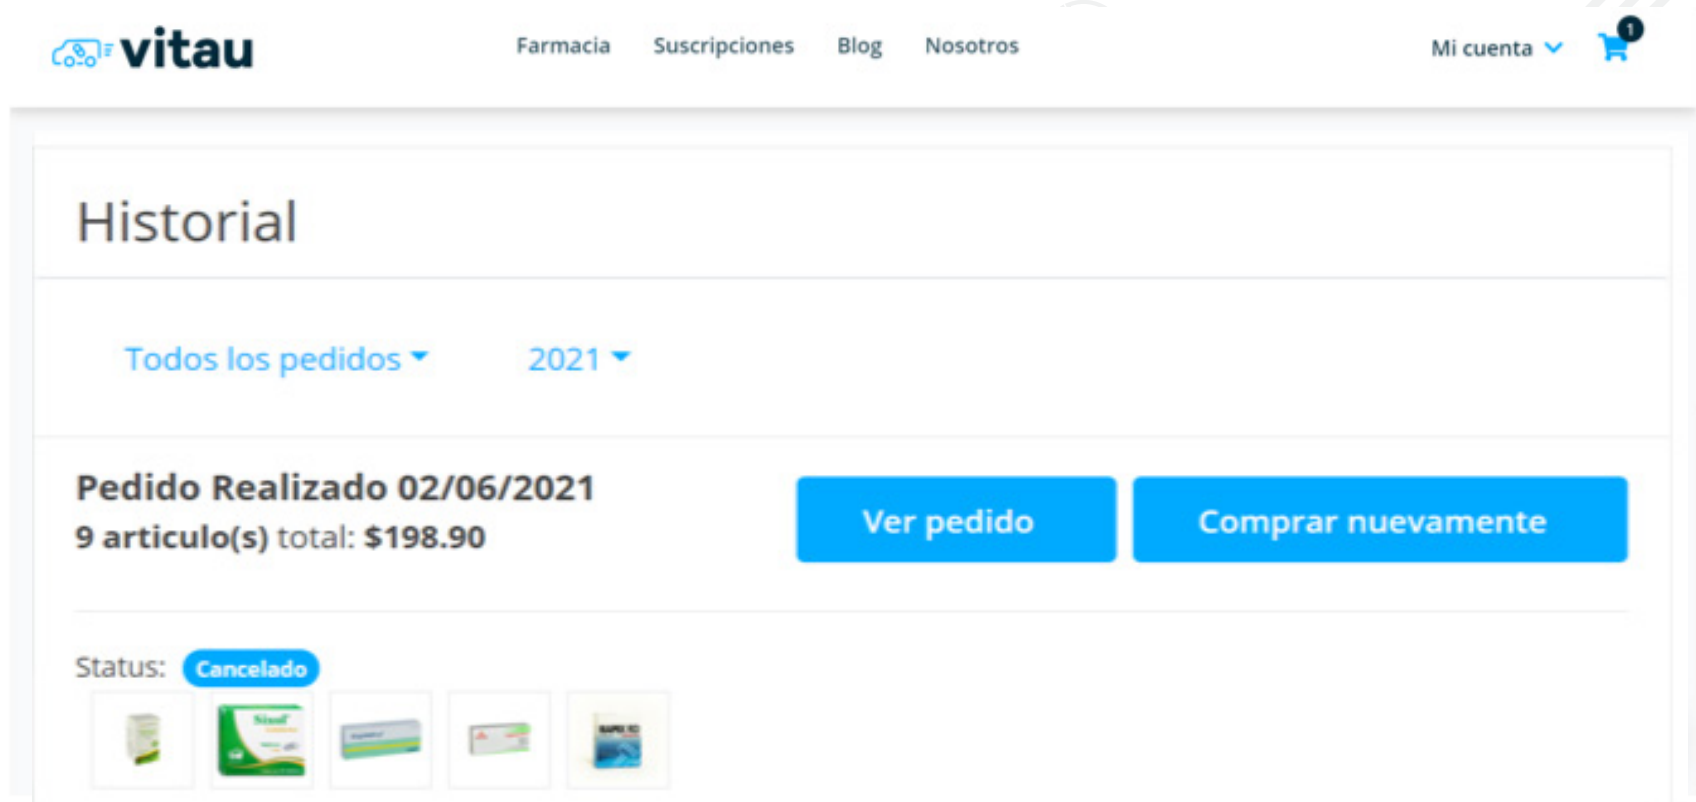 vitau
Farmacia Suscripciones Blog Nosotros Mi cuenta 1
Historial
Todos los pedidos 2021
Pedido Realizado 02/06/2021
9 articulo(s) total: $198.90
Ver pedido Comprar nuevamente
Status: Cancelado